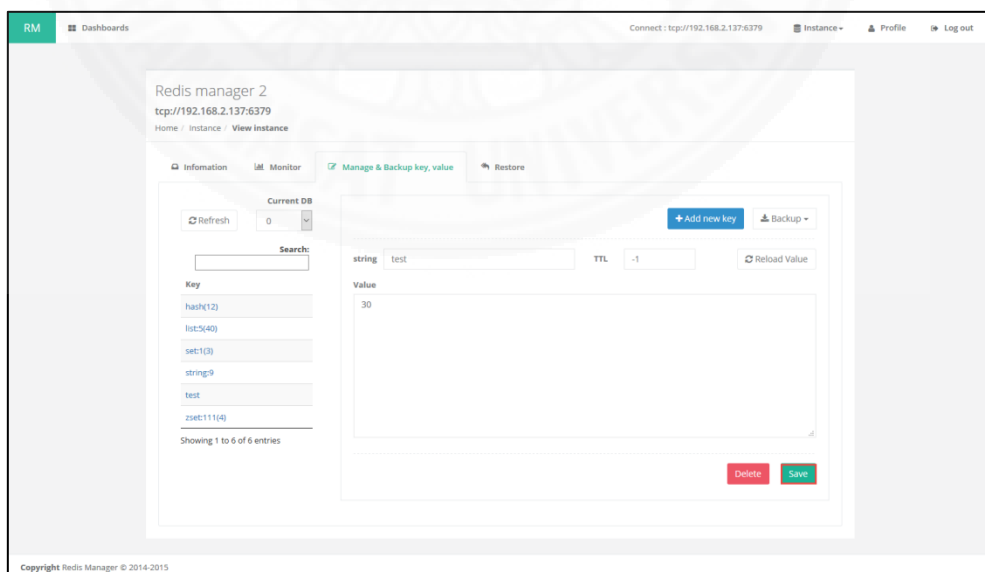 RM Dashboards Connect : tcp://192.168.2.137:6379 Instance Profile Log out
Redis manager 2
tcp://192.168.2.137:6379
Home / Instance / View instance
Infomation Monitor Manage & Backup key, value Restore
Current DB
Refresh 0
Search:
Key
hash(12)
list:5(40)
set:1(3)
string:9
test
zset:111(4)
Showing 1 to 6 of 6 entries
Add new key Backup
string test TTL -1 Reload Value
Value
30
Delete Save
Copyright Redis Manager © 2014-2015